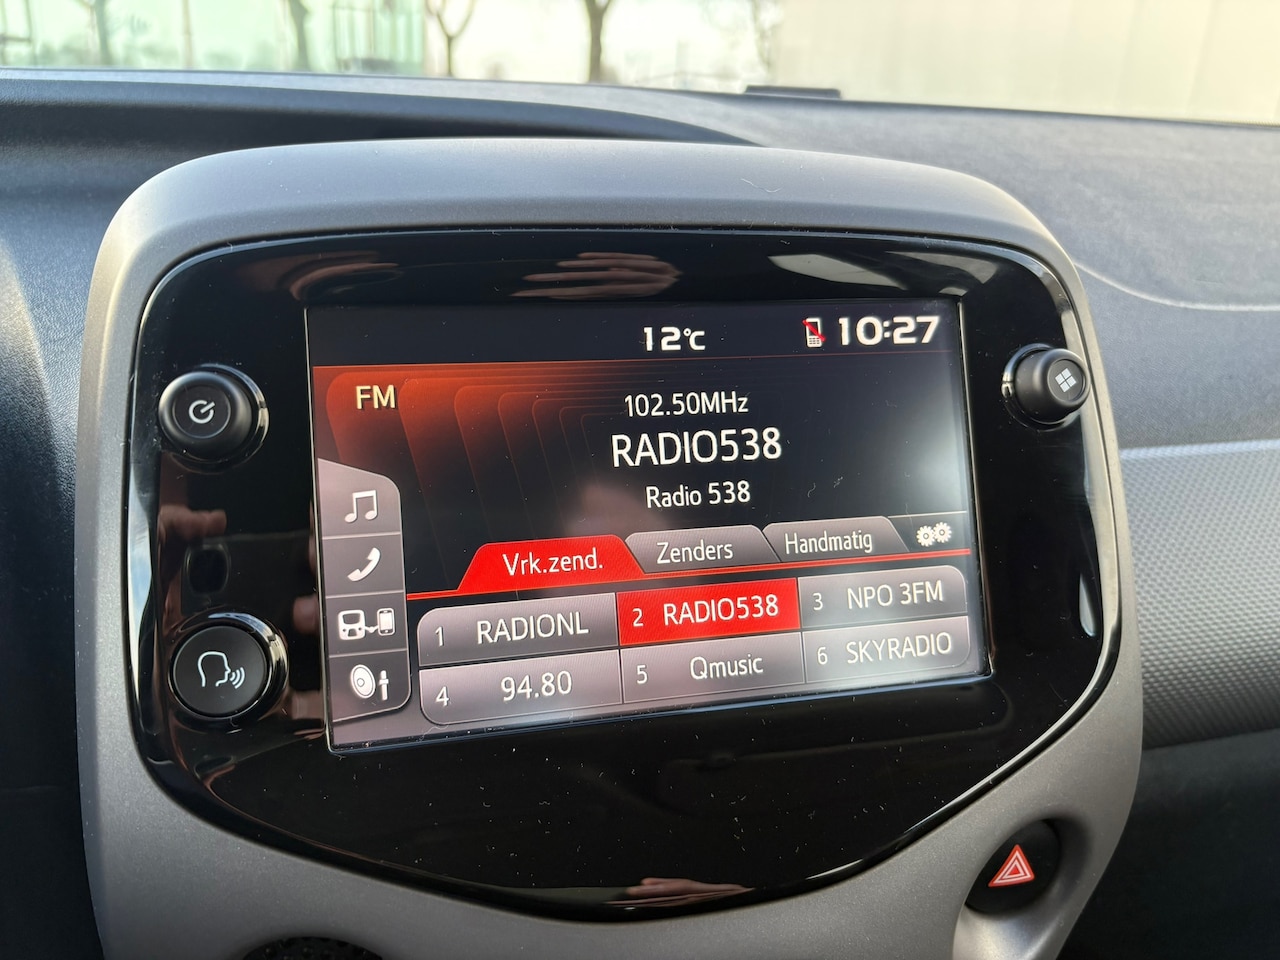 12°C
10:27
FM
102.50MHz
RADIO538
Radio 538
Vrk.zend.
Zenders
Handmatig
1 RADIONL
2 RADIO538
3 NPO 3FM
4 94.80
5 Qmusic
6 SKYRADIO